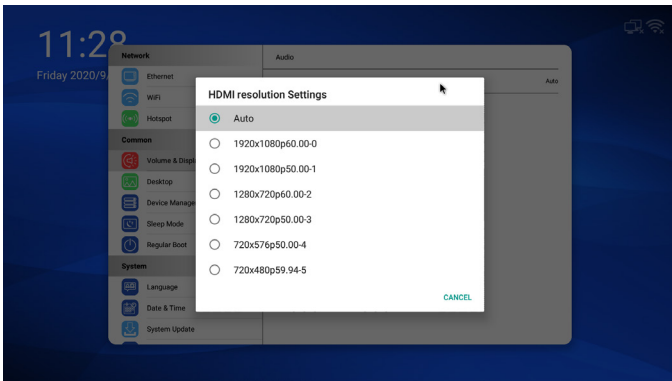 11:28
Friday 2020/9/
Network
Ethernet
WiFi
Hotspot
Common
Volume & Displ
Desktop
Device Manage
Sleep Mode
Regular Boot
System
Language
Date & Time
System Update
Audio
Auto
HDMI resolution Settings
Auto
1920x1080p60.00-0
1920x1080p50.00-1
1280x720p60.00-2
1280x720p50.00-3
720x576p50.00-4
720x480p59.94-5
CANCEL